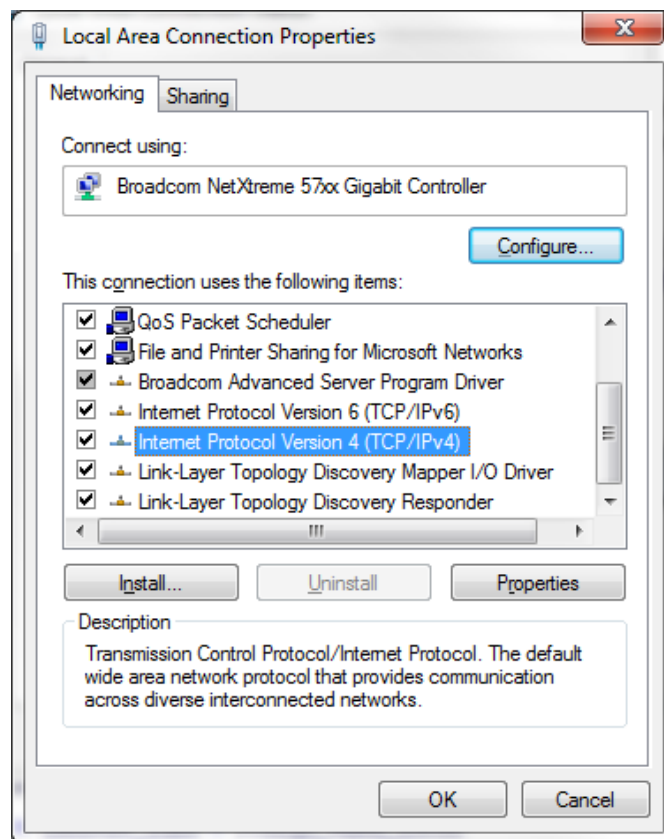 Local Area Connection Properties
Networking
Sharing
Connect using:
Broadcom NetXtreme 57xx Gigabit Controller
Configure...
This connection uses the following items:
QoS Packet Scheduler
File and Printer Sharing for Microsoft Networks
Broadcom Advanced Server Program Driver
Internet Protocol Version 6 (TCP/IPv6)
Internet Protocol Version 4 (TCP/IPv4)
Link-Layer Topology Discovery Mapper I/O Driver
Link-Layer Topology Discovery Responder
Install...
Uninstall
Properties
Description
Transmission Control Protocol/Internet Protocol. The default
wide area network protocol that provides communication
across diverse interconnected networks.
OK
Cancel